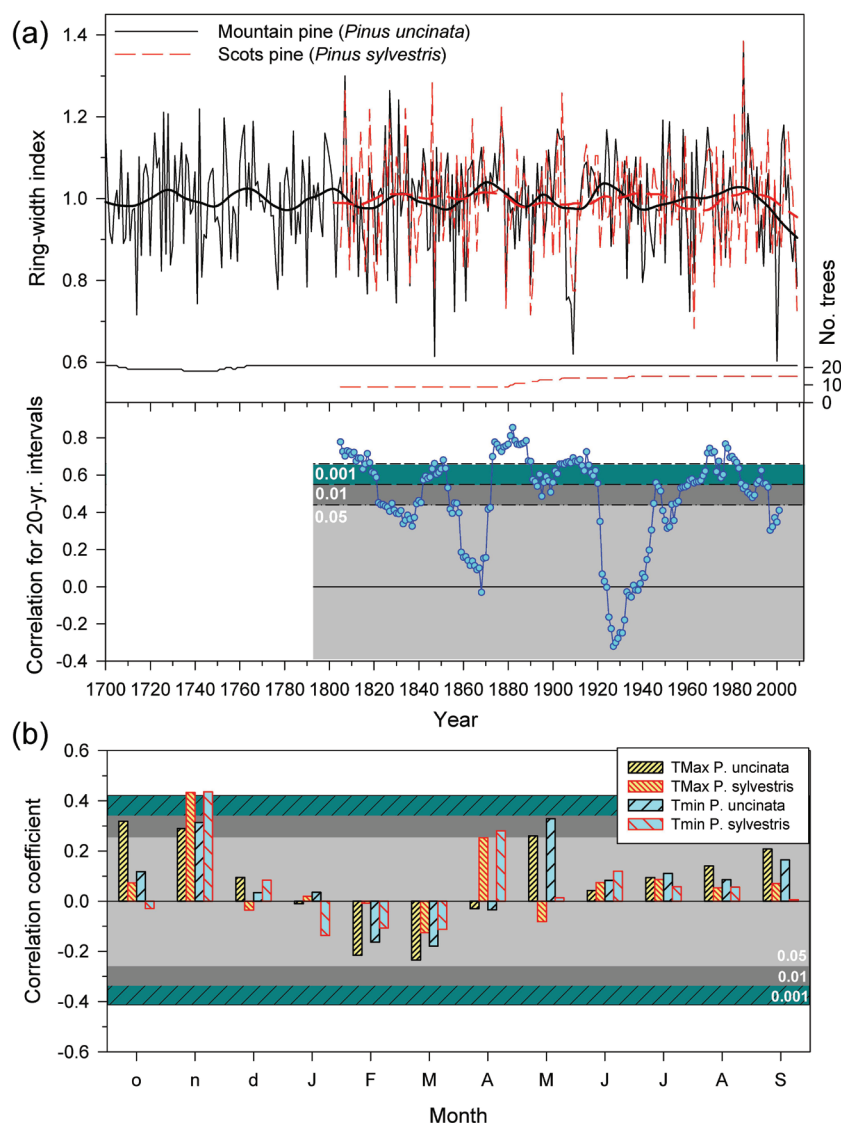 (a)
Mountain pine (Pinus uncinata)
Scots pine (Pinus sylvestris)
Ring-width index
1.4
1.2
1.0
0.8
0.6
No. trees
20
10
0
Correlation for 20-yr. intervals
0.8
0.6
0.4
0.2
0.0
-0.2
-0.4
0.001
0.01
0.05
1700 1720 1740 1760 1780 1800 1820 1840 1860 1880 1900 1920 1940 1960 1980 2000
Year
(b)
Correlation coefficient
0.6
0.4
0.2
0.0
-0.2
-0.4
-0.6
TMax P. uncinata
TMax P. sylvestris
Tmin P. uncinata
Tmin P. sylvestris
0.05
0.01
0.001
o n d J F M A M J J A S
Month